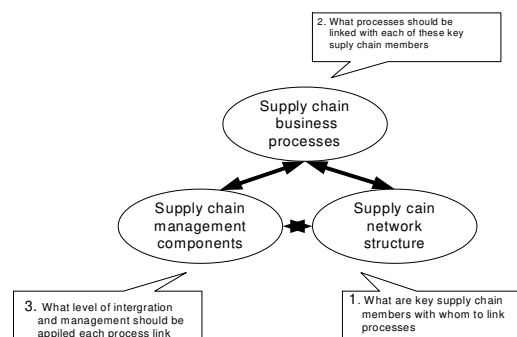 2. What processes should be
linked with each of these key
suply chain members
Supply chain
business
processes
Supply chain
management
components
Supply cain
network
structure
3. What level of intergration
and management should be
appiled each process link
1. What are key supply chain
members with whom to link
processes